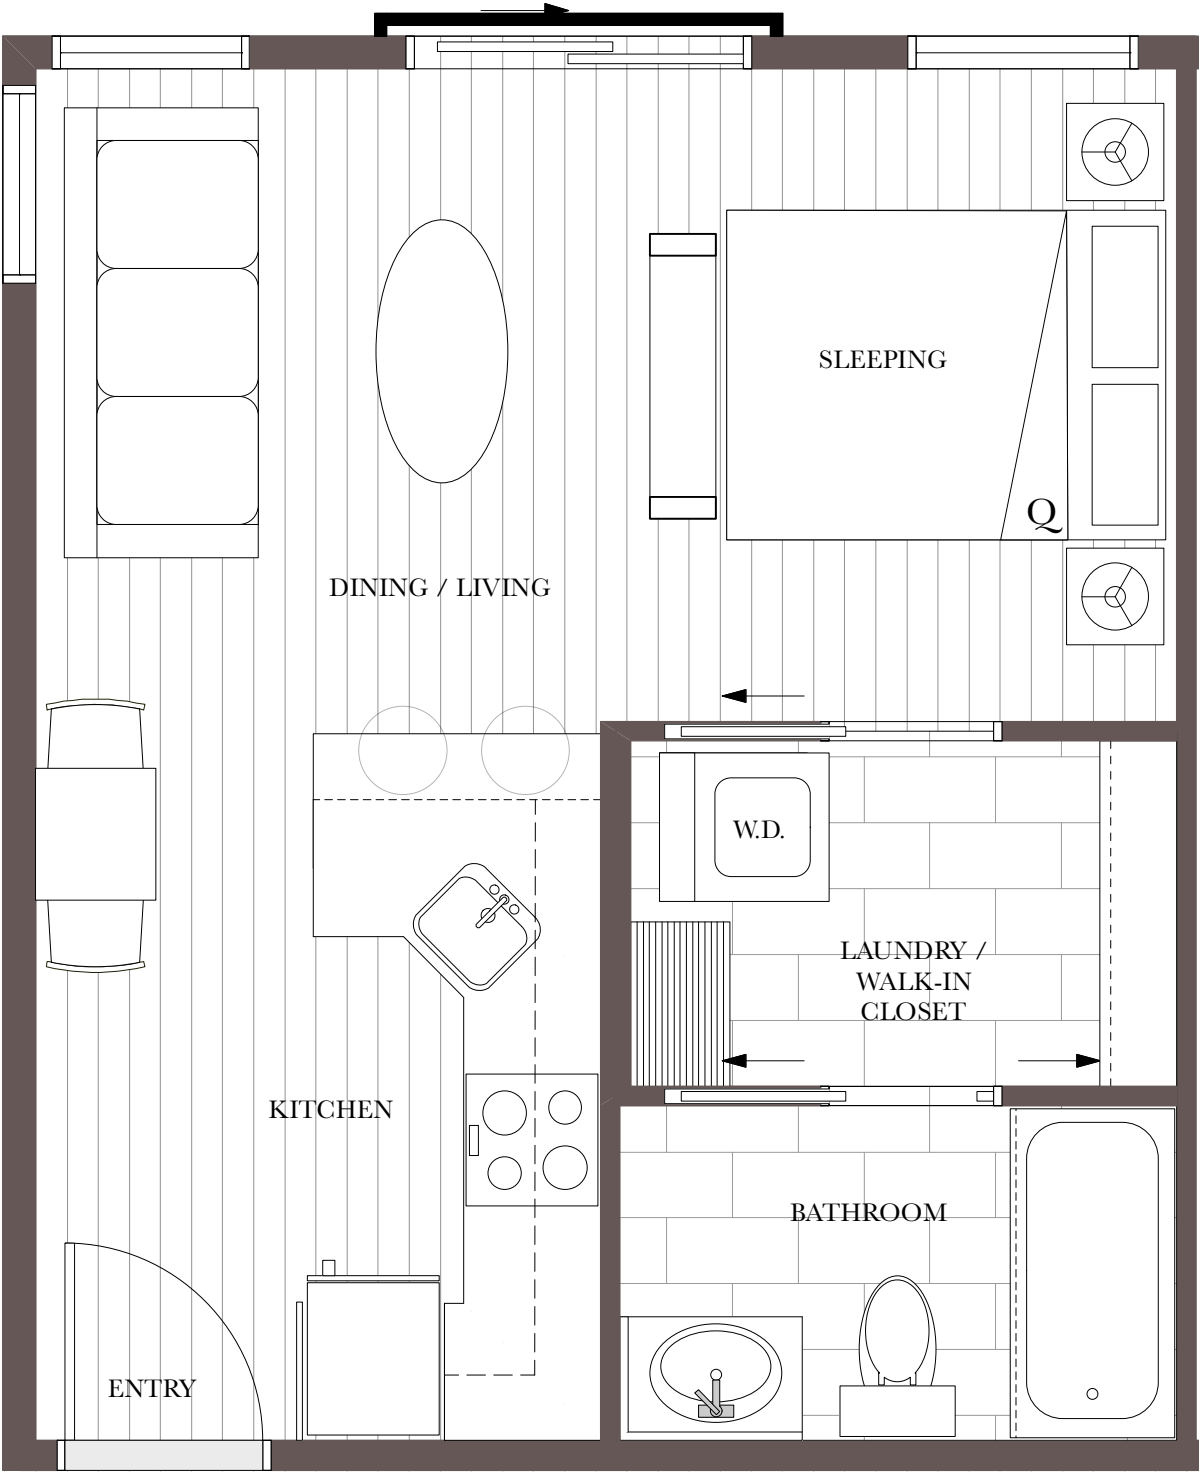 SLEEPING
Q
DINING / LIVING
W.D.
LAUNDRY /
WALK-IN
CLOSET
KITCHEN
BATHROOM
ENTRY